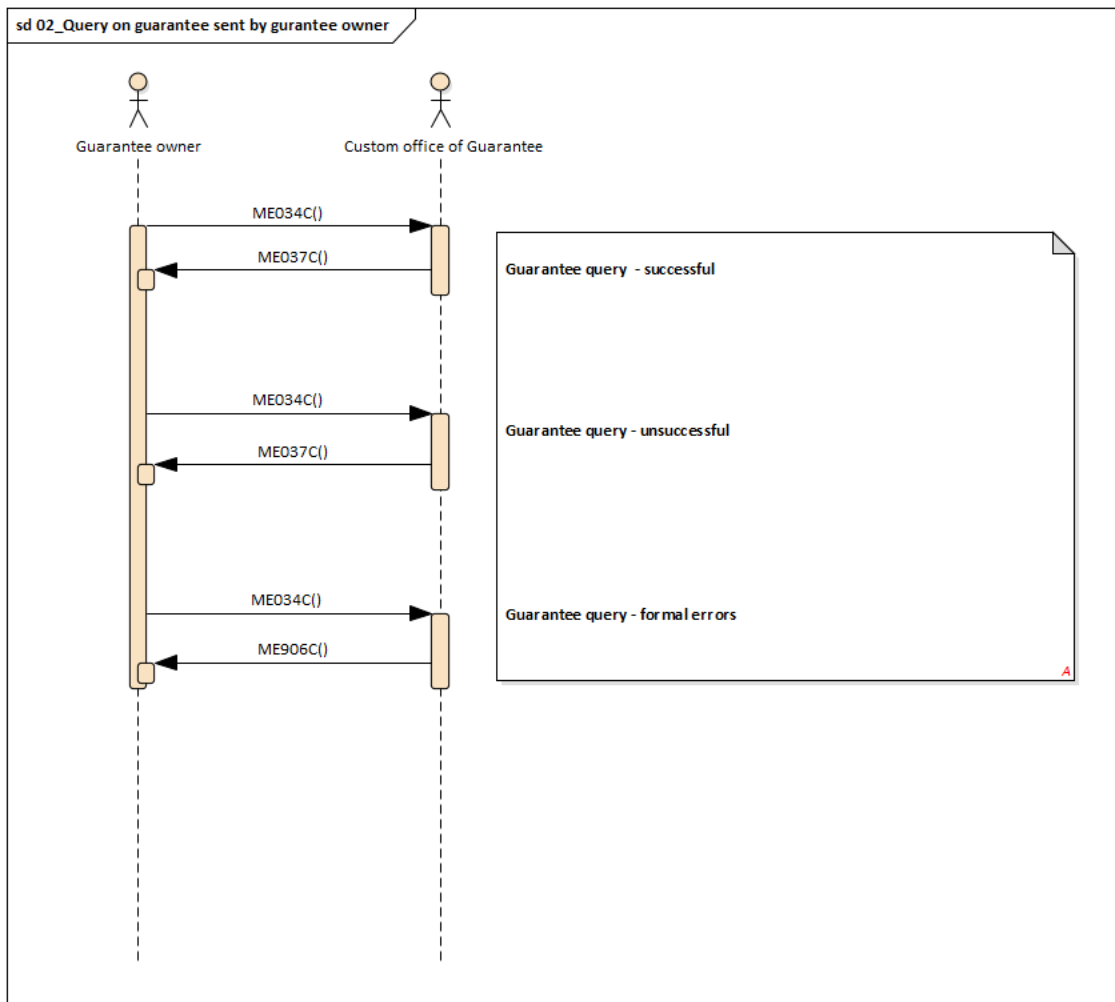 sd 02_Query on guarantee sent by gurantee owner
Guarantee owner
Custom office of Guarantee
ME034C()
ME037C()
Guarantee query - successful
ME034C()
Guarantee query - unsuccessful
ME037C()
ME034C()
Guarantee query - formal errors
ME906C()
A